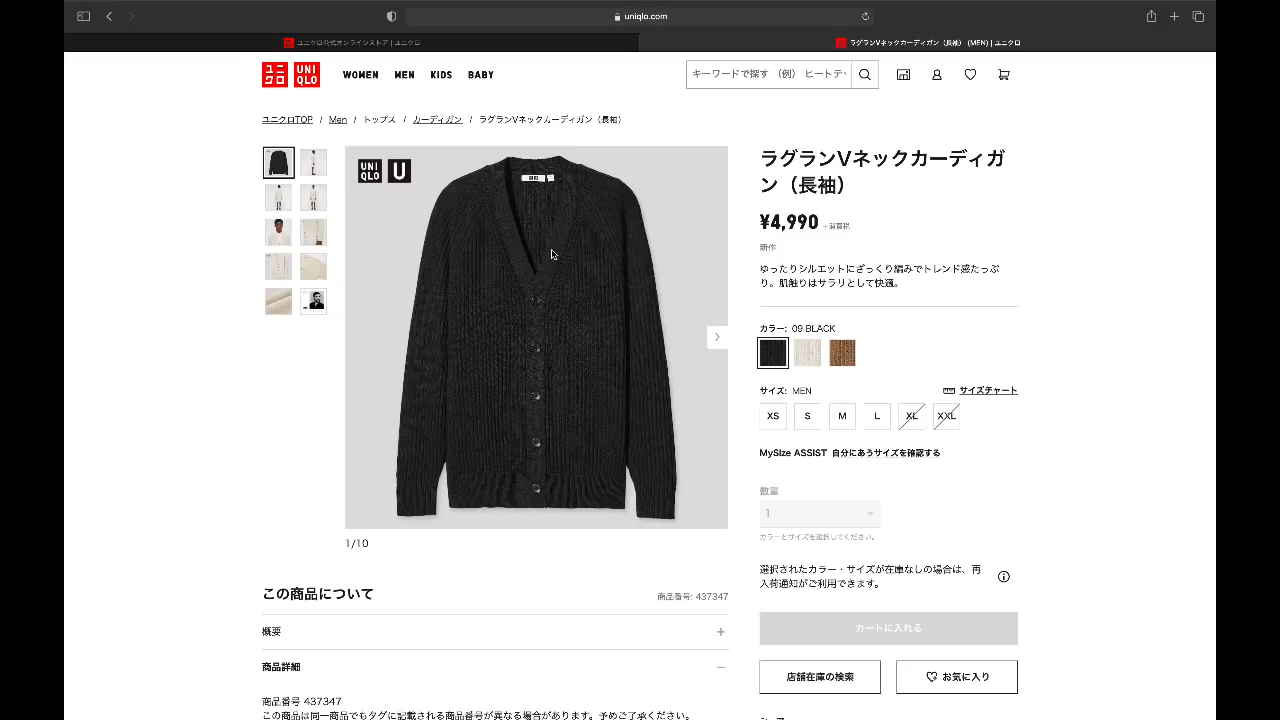 uniqlo.com
ユニクロ公式オンラインストア | ユニクロ
ラグランVネックカーディガン（長袖） (MEN) | ユニクロ
ユニ
クロ
UNI
QLO
WOMEN
MEN
KIDS
BABY
キーワードで探す （例） ヒートテ
ユニクロTOP / Men / トップス / カーディガン / ラグランVネックカーディガン（長袖）
UNI
QLO
U
ラグランVネックカーディガ
ン（長袖）
¥4,990 +消費税
新作
ゆったりシルエットにざっくり編みでトレンド感たっぷ
り。肌触りはサラリとして快適。
カラー: 09 BLACK
サイズ: MEN
サイズチャート
XS
S
M
L
XL
XXL
MySize ASSIST 自分にあうサイズを確認する
数量
1
カラーとサイズを選択してください。
選択されたカラー・サイズが在庫なしの場合は、再
入荷通知がご利用できます。
カートに入れる
店舗在庫の検索
お気に入り
1/10
この商品について
商品番号: 437347
概要
商品詳細
商品番号 437347
この商品は同一商品でもタグに記載される商品番号が異なる場合があります。予めご了承ください。